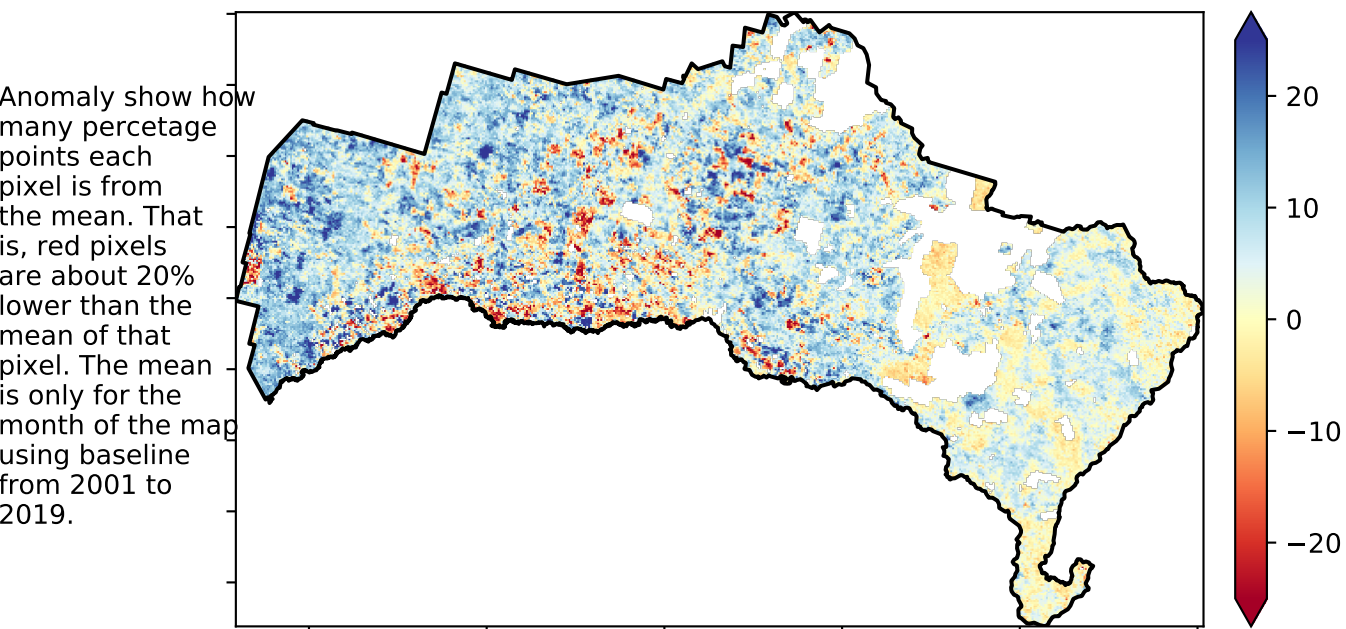 Anomaly show how
many percetage
points each
pixel is from
the mean. That
is, red pixels
are about 20%
lower than the
mean of that
pixel. The mean
is only for the
month of the map
using baseline
from 2001 to
2019.
20
10
0
−10
−20